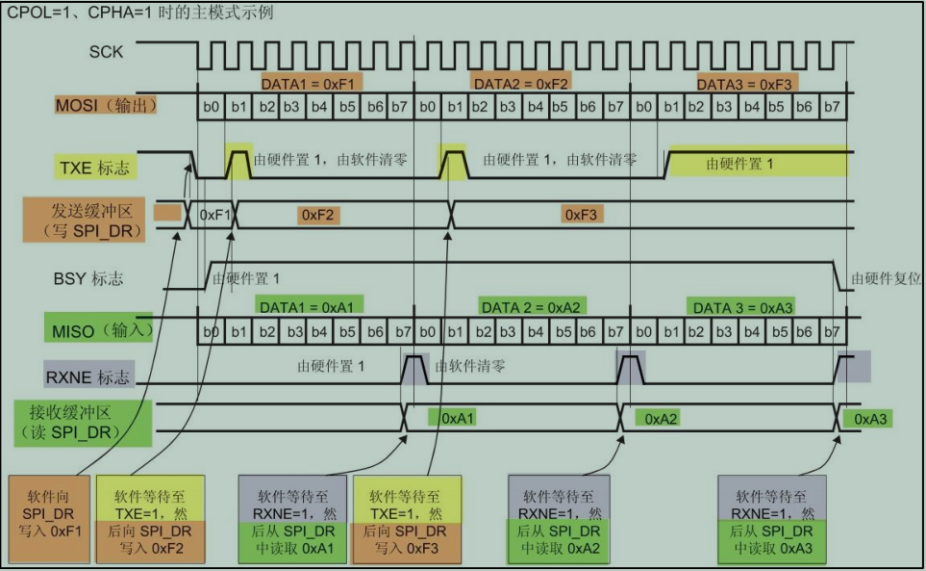 CPOL=1、CPHA=1 时的主模式示例
SCK
DATA1 = 0xF1 DATA2 = 0xF2 DATA3 = 0xF3
MOSI（输出） b0 b1 b2 b3 b4 b5 b6 b7 b0 b1 b2 b3 b4 b5 b6 b7 b0 b1 b2 b3 b4 b5 b6 b7
TXE 标志 由硬件置 1，由软件清零 由硬件置 1，由软件清零 由硬件置 1
发送缓冲区
（写 SPI_DR）
0xF1 0xF2 0xF3
BSY 标志 由硬件置 1 由硬件复位
DATA1 = 0xA1 DATA 2 = 0xA2 DATA 3 = 0xA3
MISO（输入） b0 b1 b2 b3 b4 b5 b6 b7 b0 b1 b2 b3 b4 b5 b6 b7 b0 b1 b2 b3 b4 b5 b6 b7
由硬件置 1 由软件清零
RXNE 标志
接收缓冲区
（读 SPI_DR）
0xA1 0xA2 0xA3
软件向
SPI_DR
写入 0xF1
软件等待至
TXE=1，然
后向 SPI_DR
写入 0xF2
软件等待至
RXNE=1，然
后从 SPI_DR
中读取 0xA1
软件等待至
TXE=1，然
后向 SPI_DR
写入 0xF3
软件等待至
RXNE=1，然
后从 SPI_DR
中读取 0xA2
软件等待至
RXNE=1，然
后从 SPI_DR
中读取 0xA3